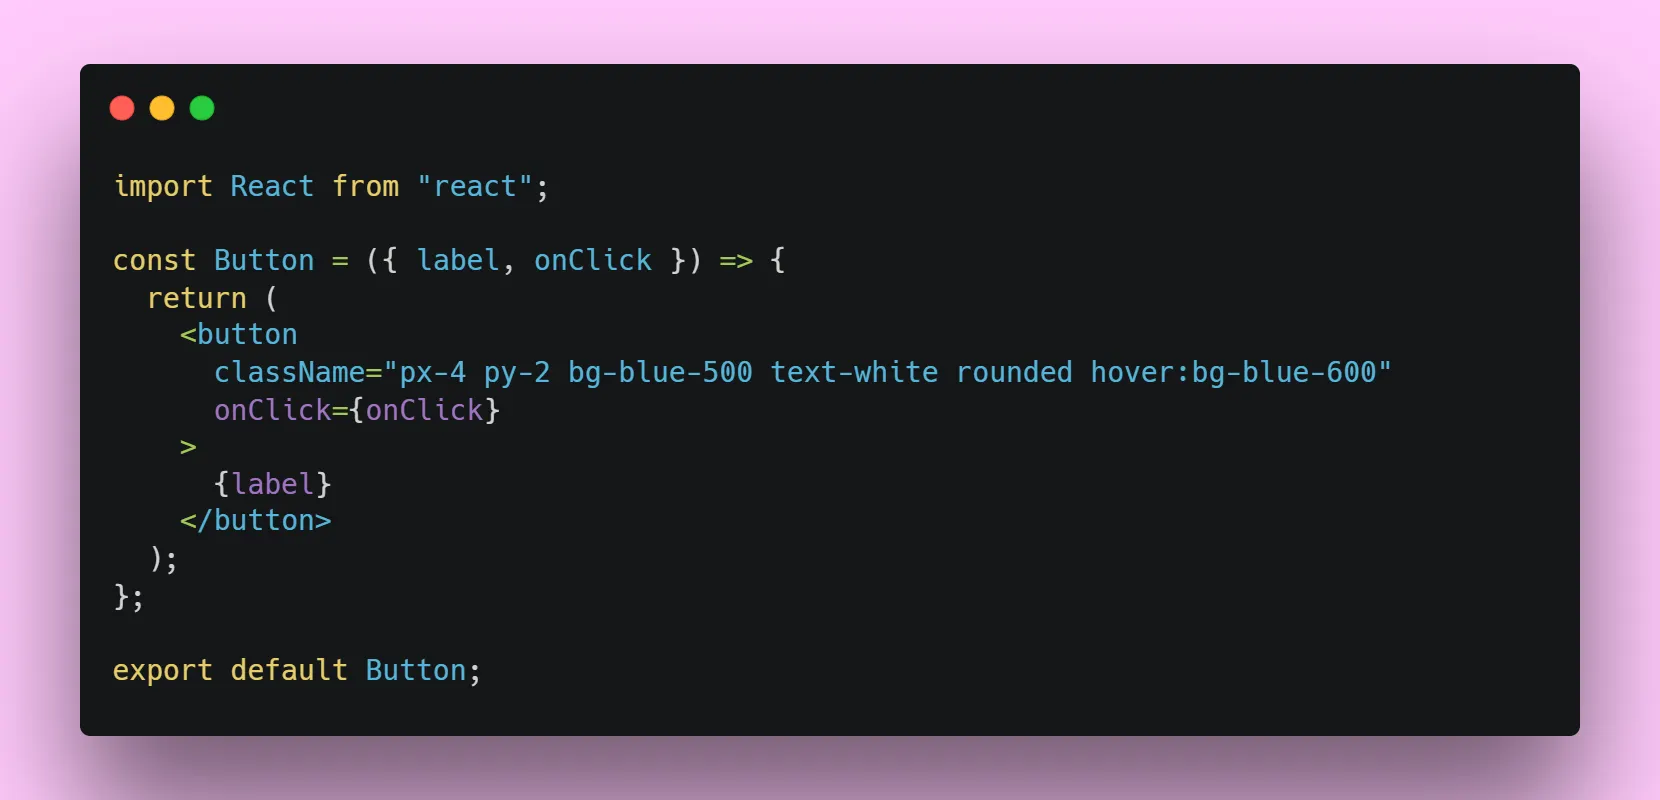 import React from "react";

const Button = ({ label, onClick }) => {
  return (
    <button
      className="px-4 py-2 bg-blue-500 text-white rounded hover:bg-blue-600"
      onClick={onClick}
    >
      {label}
    </button>
  );
};

export default Button;